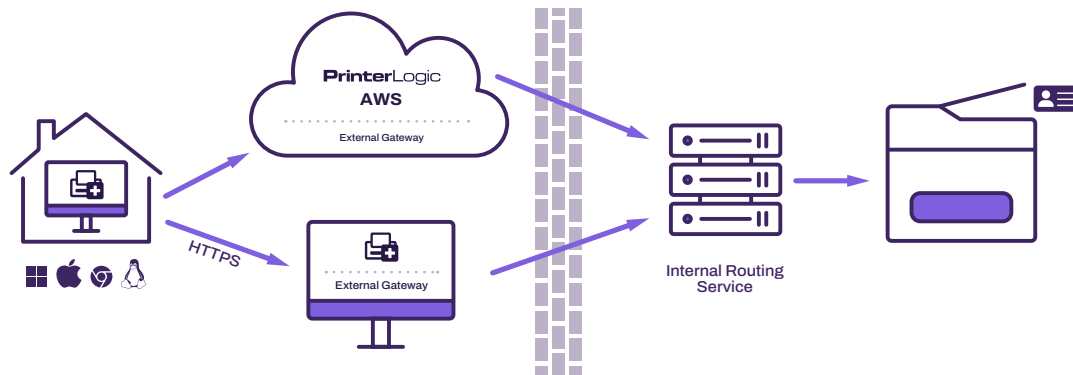 PrinterLogic
AWS
External Gateway
HTTPS
External Gateway
Internal Routing
Service